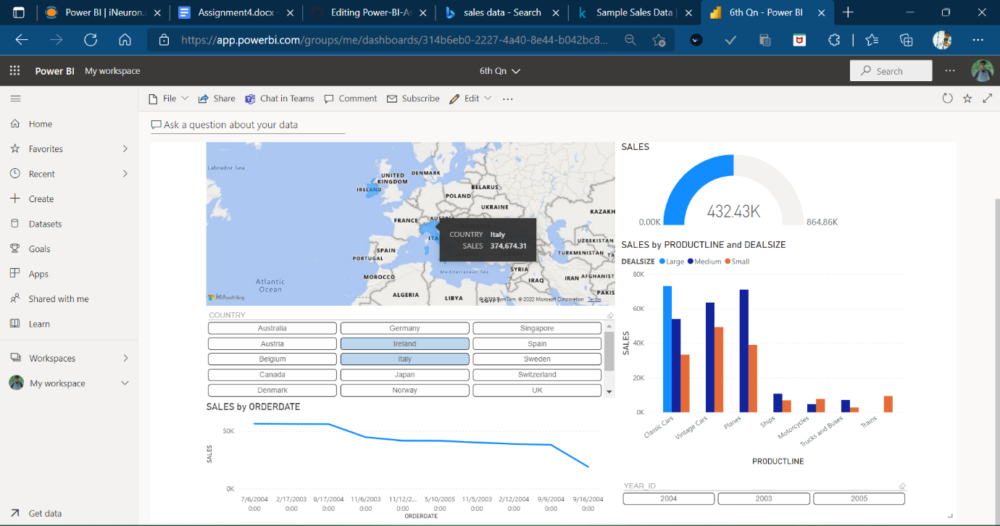 Power BI | iNeuron.
Assignment4.docx -
Editing Power-BI-As
sales data - Search
Sample Sales Data |
6th Qn - Power BI
https://app.powerbi.com/groups/me/dashboards/314b6eb0-2227-4a40-8e44-b042bc8...
Power BI My workspace
6th Qn
Search
File Share Chat in Teams Comment Subscribe Edit
Home
Favorites
Recent
Create
Datasets
Goals
Apps
Shared with me
Learn
Workspaces
My workspace
Get data
Ask a question about your data
Labrador Sea
UNITED
KINGDOM
DENMARK
IRELAND
BELARUS
POLAND
UKRAINE
FRANCE
KAZAKH
SPAIN
PORTUGAL
UZBEKISTAN
TURKMENISTAN
Mediterranean Sea
SYRIA
MOROCCO
IRAQ
IRAN
AFGHANIST
Atlantic
Ocean
ALGERIA
LIBYA
PAKIS
Microsoft Bing
© 2022 TomTom, © 2022 Microsoft Corporation Terms
COUNTRY Italy
SALES 374,674.31
COUNTRY
Australia Germany Singapore
Austria Ireland Spain
Belgium Italy Sweden
Canada Japan Switzerland
Denmark Norway UK
SALES by ORDERDATE
SALES
50K
0K
7/6/2004 2/17/2003 8/17/2004 11/6/2003 11/12/2... 5/10/2005 11/5/2003 2/12/2004 9/9/2004 9/16/2004
0:00 0:00 0:00 0:00 0:00 0:00 0:00 0:00 0:00 0:00
ORDERDATE
SALES
432.43K
0.00K
864.86K
SALES by PRODUCTLINE and DEALSIZE
DEALSIZE Large Medium Small
80K
60K
40K
20K
0K
SALES
Classic Cars
Vintage Cars
Planes
Ships
Motorcycles
Trucks and Buses
Trains
PRODUCTLINE
YEAR_ID
2004 2003 2005